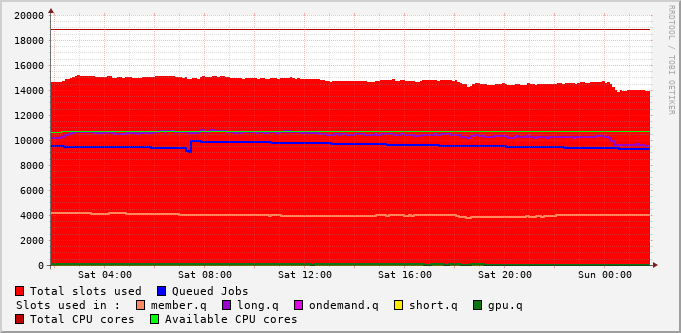 RRDTOOL / TOBI OETIKER
20000
18000
16000
14000
12000
10000
8000
6000
4000
2000
0
Sat 04:00 Sat 08:00 Sat 12:00 Sat 16:00 Sat 20:00 Sun 00:00
Total slots used Queued Jobs
Slots used in : member.q long.q ondemand.q short.q gpu.q
Total CPU cores Available CPU cores